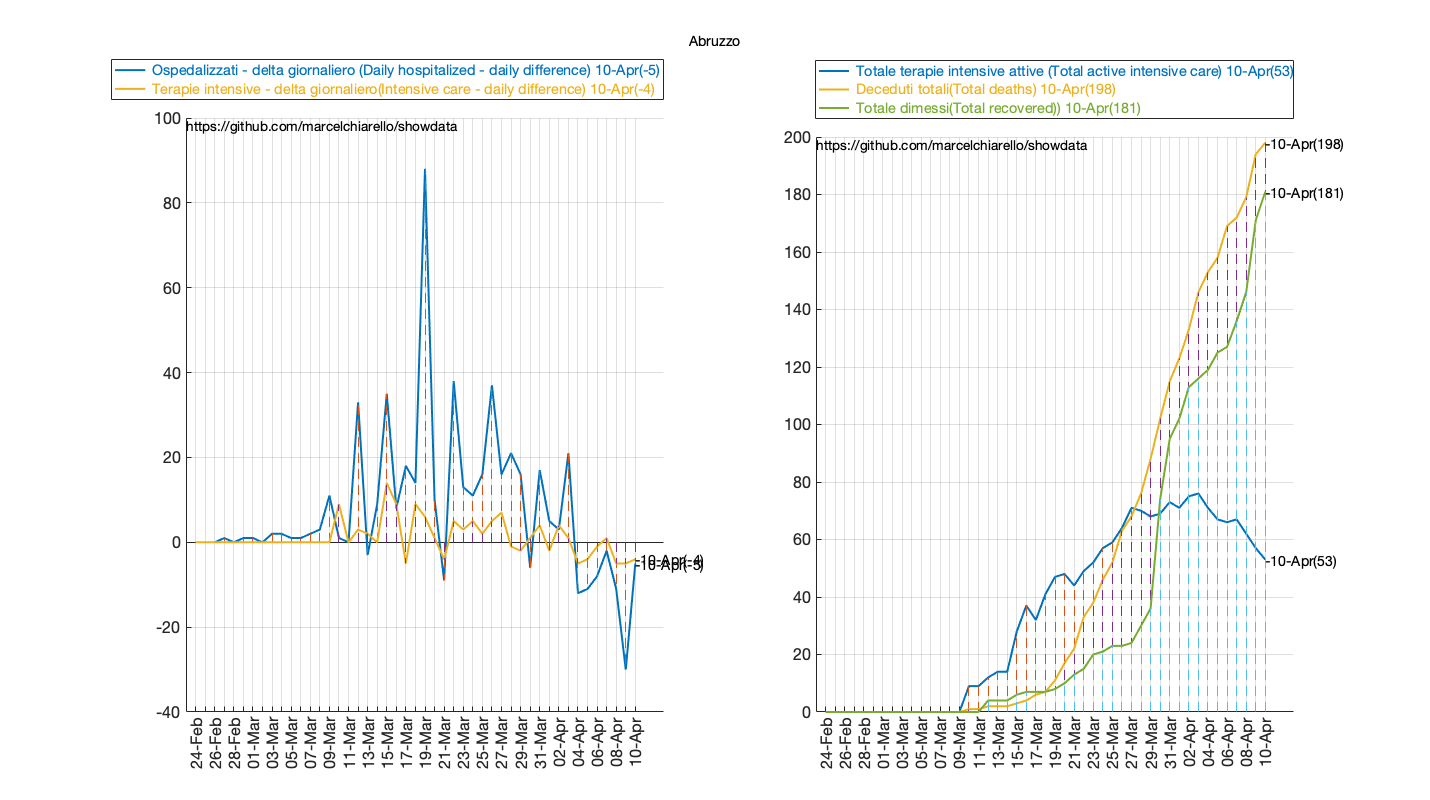 Abruzzo
Ospedalizzati - delta giornaliero (Daily hospitalized - daily difference) 10-Apr(-5)
Terapie intensive - delta giornaliero(Intensive care - daily difference) 10-Apr(-4)
https://github.com/marcelchiarello/showdata
100
80
60
40
20
0
-20
-40
-10-Apr(-4)
-10-Apr(-5)
24-Feb
26-Feb
28-Feb
01-Mar
03-Mar
05-Mar
07-Mar
09-Mar
11-Mar
13-Mar
15-Mar
17-Mar
19-Mar
21-Mar
23-Mar
25-Mar
27-Mar
29-Mar
31-Mar
02-Apr
04-Apr
06-Apr
08-Apr
10-Apr
Totale terapie intensive attive (Total active intensive care) 10-Apr(53)
Deceduti totali(Total deaths) 10-Apr(198)
Totale dimessi(Total recovered)) 10-Apr(181)
https://github.com/marcelchiarello/showdata
200
180
160
140
120
100
80
60
40
20
0
-10-Apr(198)
-10-Apr(181)
-10-Apr(53)
24-Feb
26-Feb
28-Feb
01-Mar
03-Mar
05-Mar
07-Mar
09-Mar
11-Mar
13-Mar
15-Mar
17-Mar
19-Mar
21-Mar
23-Mar
25-Mar
27-Mar
29-Mar
31-Mar
02-Apr
04-Apr
06-Apr
08-Apr
10-Apr